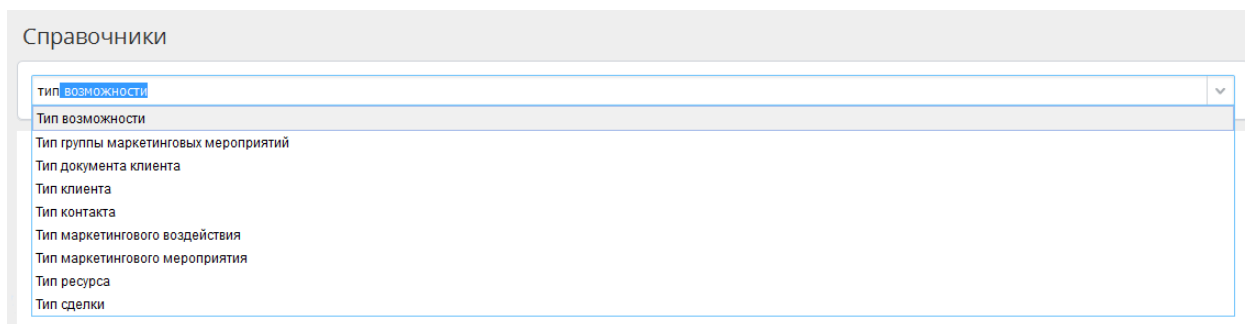 Справочники
тип возможности
Тип возможности
Тип группы маркетинговых мероприятий
Тип документа клиента
Тип клиента
Тип контакта
Тип маркетингового воздействия
Тип маркетингового мероприятия
Тип ресурса
Тип сделки